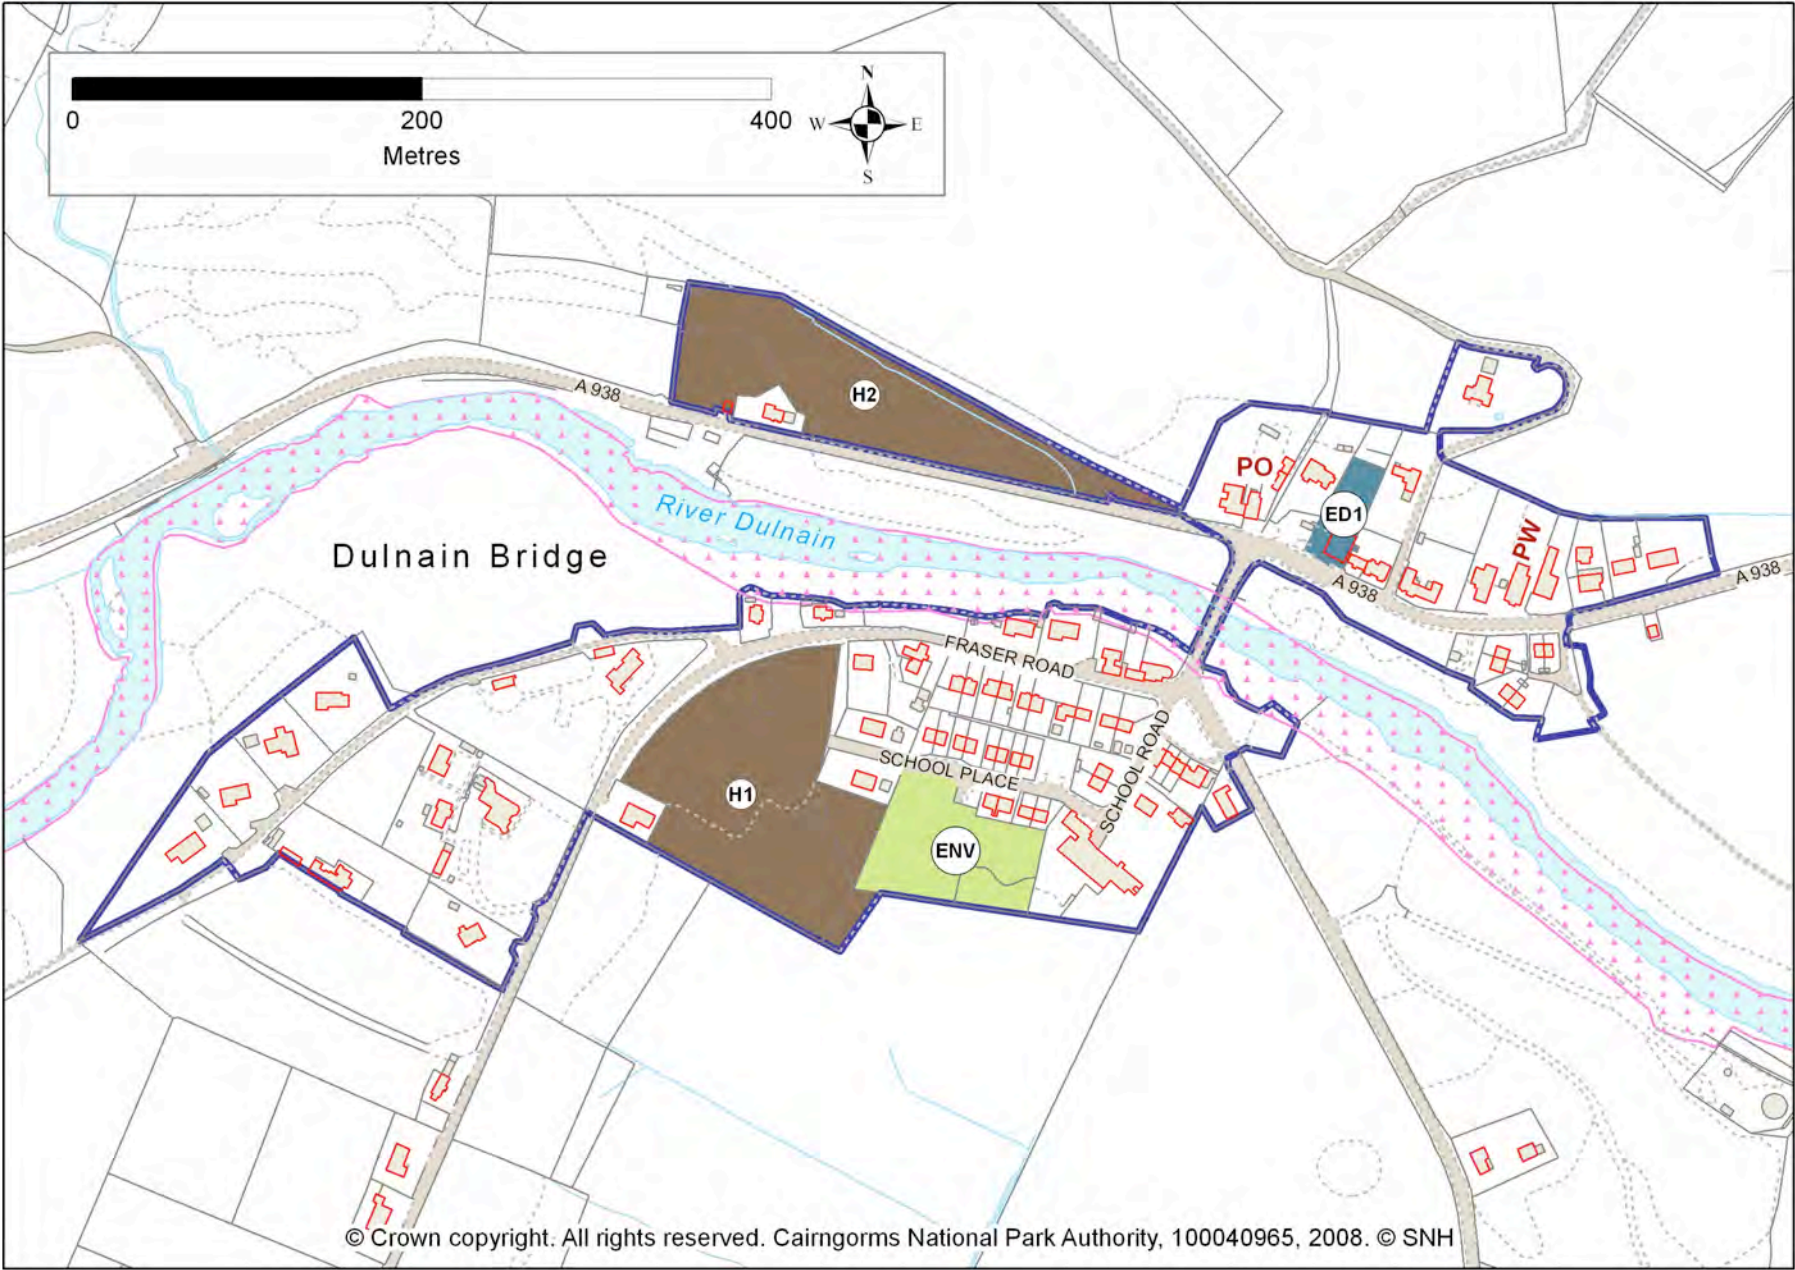 N
0 200 400 W E
Metres
S
A 938
H2
PO
ED1
River Dulnain
PW
Dulnain Bridge
A 938
A 938
FRASER ROAD
SCHOOL ROAD
SCHOOL PLACE
H1
ENV
© Crown copyright. All rights reserved. Cairngorms National Park Authority, 100040965, 2008. © SNH